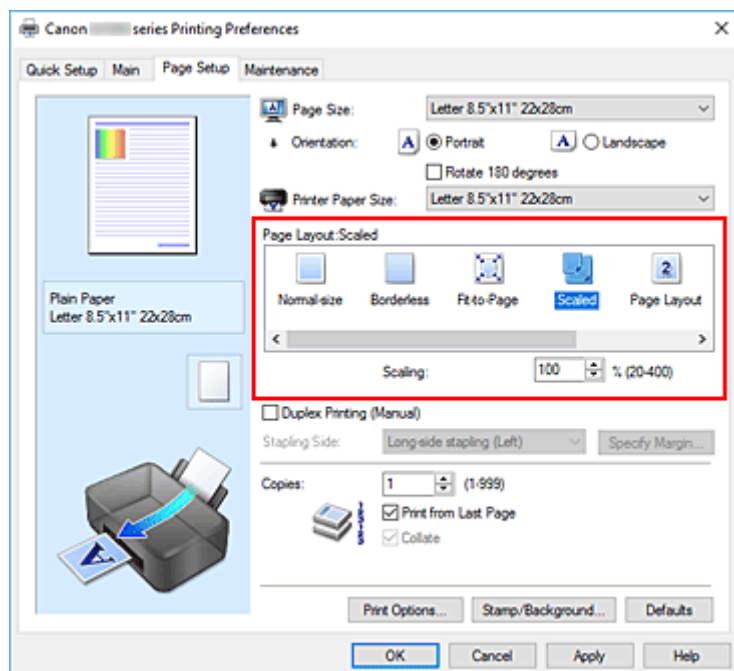 Canon series Printing Preferences
Quick Setup Main Page Setup Maintenance
Page Size: Letter 8.5"x11" 22x28cm
Orientation: A Portrait A Landscape
Rotate 180 degrees
Printer Paper Size: Letter 8.5"x11" 22x28cm
Page Layout:Scaled
Normal-size Borderless Fit-to-Page Scaled Page Layout
Plain Paper
Letter 8.5"x11" 22x28cm
Scaling: 100 % (20-400)
Duplex Printing (Manual)
Stapling Side: Long-side stapling (Left) Specify Margin...
Copies: 1 (1-999)
Print from Last Page
Collate
Print Options... Stamp/Background... Defaults
OK Cancel Apply Help